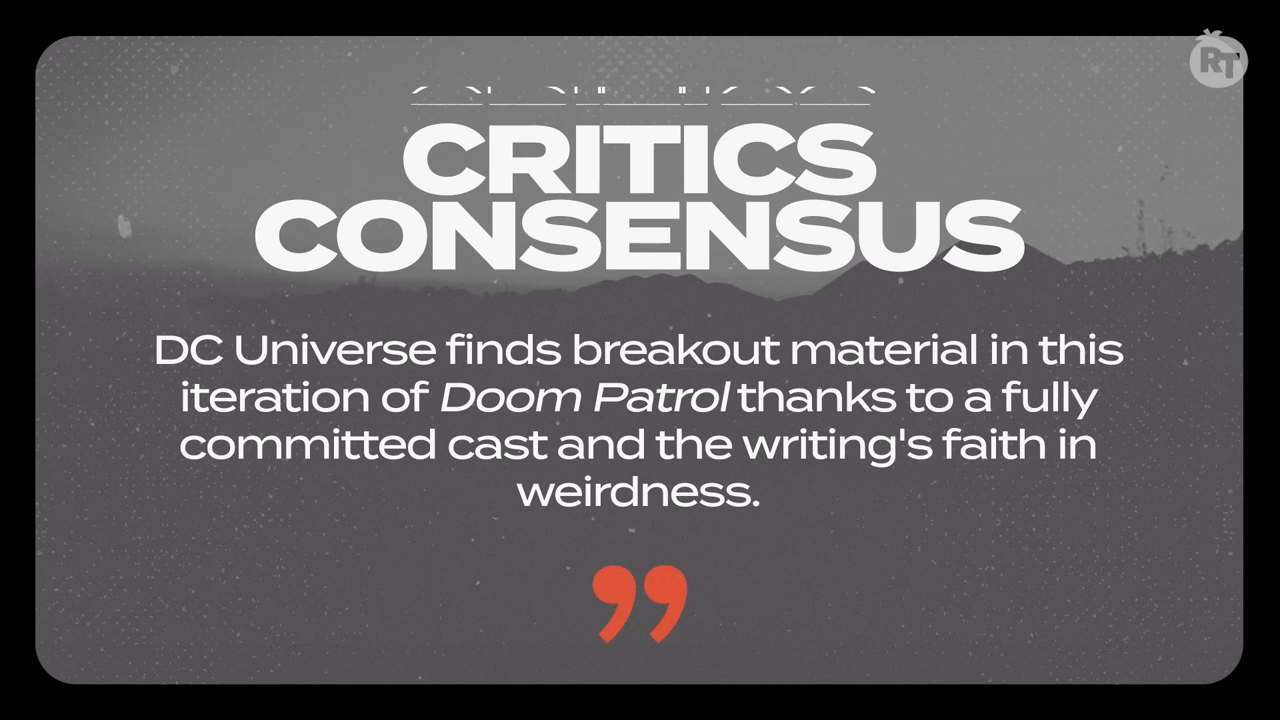 RT
CRITICS
CONSENSUS
DC Universe finds breakout material in this
iteration of Doom Patrol thanks to a fully
committed cast and the writing's faith in
weirdness.
”